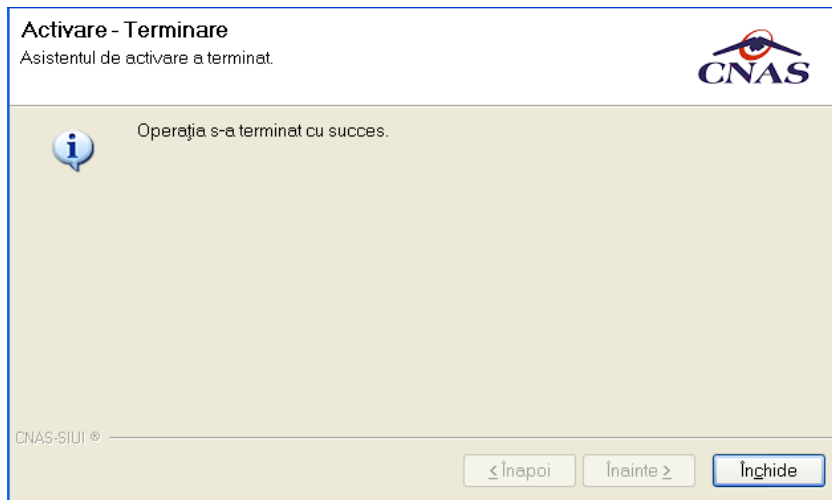 Activare - Terminare
Asistentul de activare a terminat.
CNAS
Operaţia s-a terminat cu succes.
CNAS-SIUI ®
< Înapoi
Înainte >
Închide